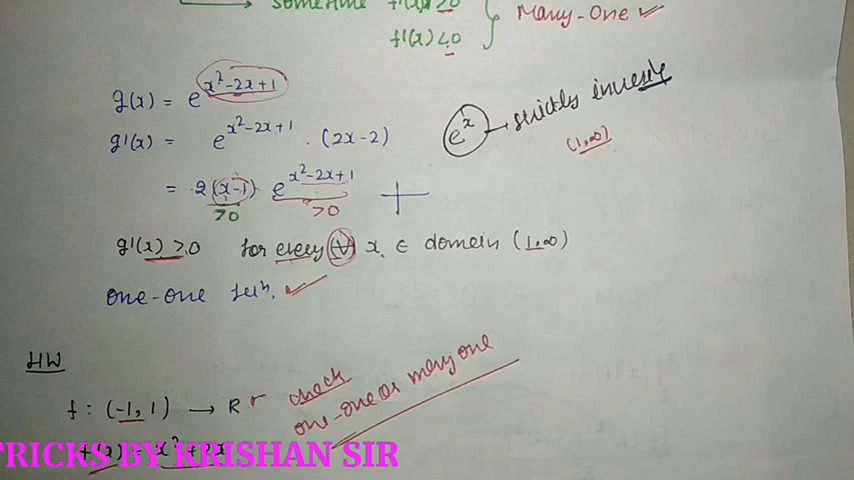 sometime f'(x) > 0
f'(x) < 0
Many-One
g(x) = e^{x²-2x+1}
g'(x) = e^{x²-2x+1} . (2x-2)
= 2(x-1) e^{x²-2x+1}
>0 >0
e^x → strictly
(1,∞)
g'(x) > 0 for every (∀) x ∈ domain (1,∞)
one-one
HW
f : (-1, 1) → R
check
one-one or many one
TRICKS BY KRISHAN SIR